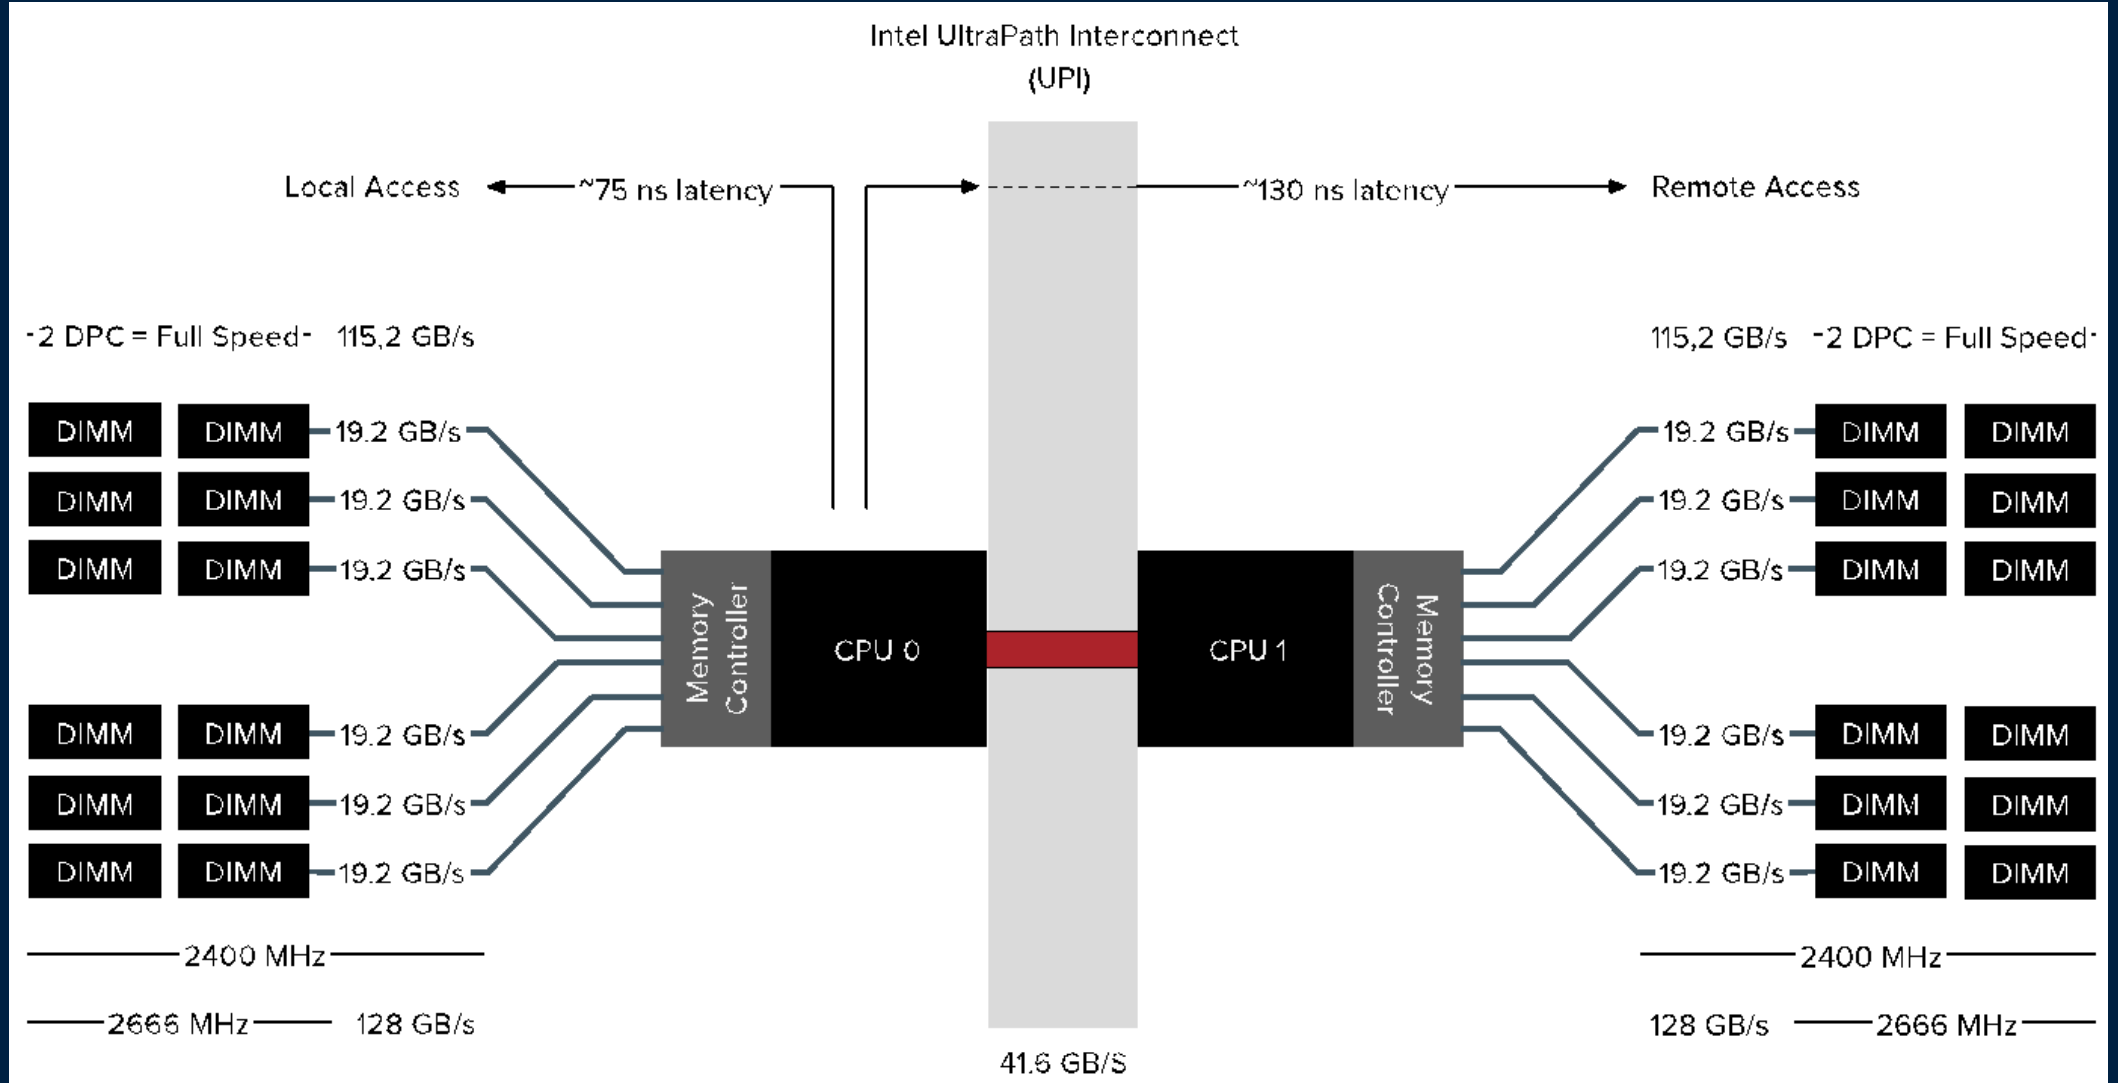 Intel UltraPath Interconnect
(UPI)
Local Access
~75 ns latency
~130 ns latency
Remote Access
-2 DPC = Full Speed- 115,2 GB/s
115,2 GB/s -2 DPC = Full Speed-
DIMM DIMM 19.2 GB/s
19.2 GB/s DIMM DIMM
DIMM DIMM 19.2 GB/s
19.2 GB/s DIMM DIMM
DIMM DIMM 19.2 GB/s
19.2 GB/s DIMM DIMM
Memory
Controller
CPU 0
CPU 1
Memory
Controller
DIMM DIMM 19.2 GB/s
19.2 GB/s DIMM DIMM
DIMM DIMM 19.2 GB/s
19.2 GB/s DIMM DIMM
DIMM DIMM 19.2 GB/s
19.2 GB/s DIMM DIMM
2400 MHz
2400 MHz
2666 MHz 128 GB/s
128 GB/s 2666 MHz
41.6 GB/S